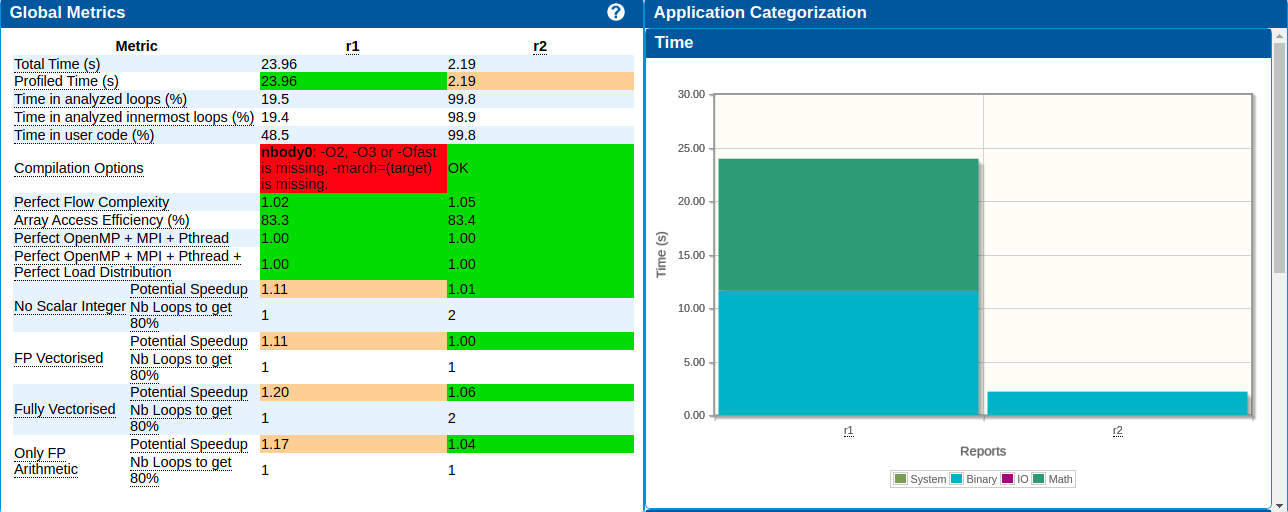 Global Metrics
?
Metric r1 r2
Total Time (s) 23.96 2.19
Profiled Time (s) 23.96 2.19
Time in analyzed loops (%) 19.5 99.8
Time in analyzed innermost loops (%) 19.4 98.9
Time in user code (%) 48.5 99.8
Compilation Options
nbody0: -O2, -O3 or -Ofast
is missing. -march=(target)
is missing.
OK
Perfect Flow Complexity 1.02 1.05
Array Access Efficiency (%) 83.3 83.4
Perfect OpenMP + MPI + Pthread 1.00 1.00
Perfect OpenMP + MPI + Pthread +
Perfect Load Distribution
1.00 1.00
No Scalar Integer
Potential Speedup 1.11 1.01
Nb Loops to get
80%
1 2
FP Vectorised
Potential Speedup 1.11 1.00
Nb Loops to get
80%
1 1
Fully Vectorised
Potential Speedup 1.20 1.06
Nb Loops to get
80%
1 2
Only FP
Arithmetic
Potential Speedup 1.17 1.04
Nb Loops to get
80%
1 1
Application Categorization
Time
30.00
25.00
20.00
15.00
10.00
5.00
0.00
Time (s)
r1 r2
Reports
System Binary IO Math